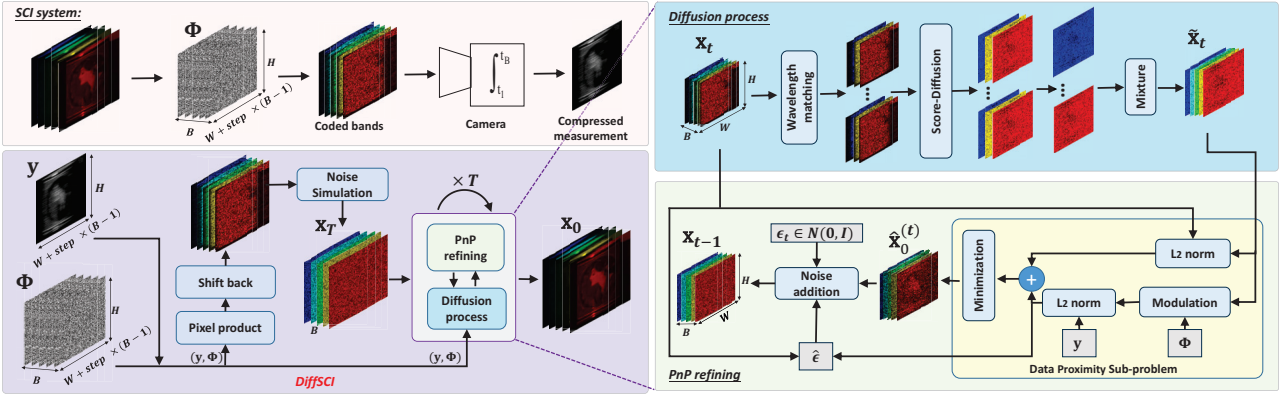 SCI system:
Φ
H
B
W + step × (B − 1)
Coded bands
t_B
∫
t_1
Camera
Compressed
measurement
y
H
W + step × (B − 1)
Φ
H
B
W + step × (B − 1)
Shift back
Pixel product
(y, Φ)
Noise
Simulation
x_T
B
× T
PnP
refining
Diffusion
process
(y, Φ)
x_0
DiffSCI
Diffusion process
x_t
H
B
W
Wavelength
matching
Score-Diffusion
Mixture
x̃_t
x_{t−1}
H
B
W
ϵ_t ∈ N(0, I)
Noise
addition
ϵ̂
x̂_0^{(t)}
Minimization
+
L₂ norm
L₂ norm
Modulation
y
Φ
Data Proximity Sub-problem
PnP refining